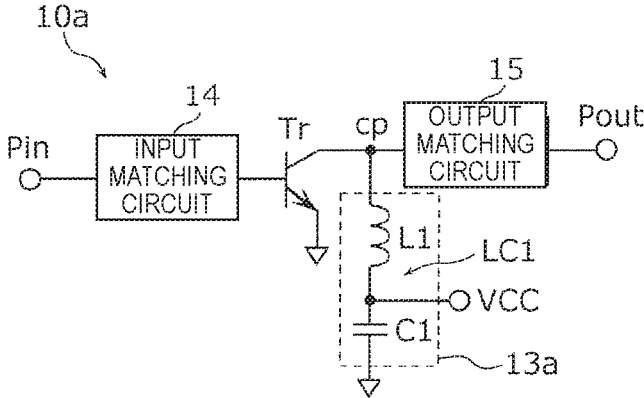 10a
14
15
Pin
INPUT
MATCHING
CIRCUIT
Tr
cp
OUTPUT
MATCHING
CIRCUIT
Pout
L1
LC1
VCC
C1
13a